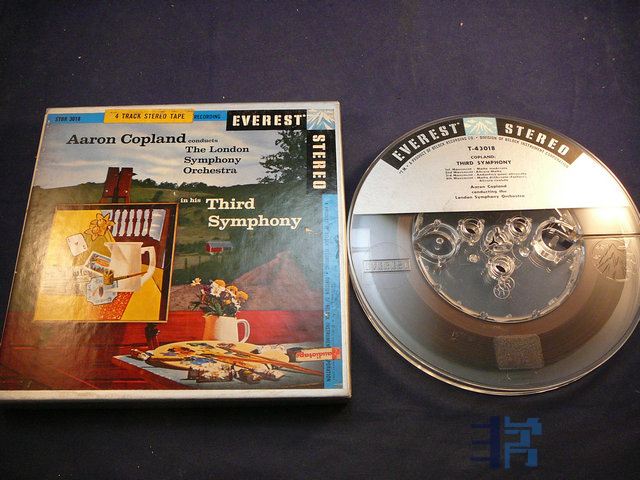 STBR 3018
4 TRACK STEREO TAPE
RECORDING
EVEREST
STEREO
Aaron Copland conducts
The London
Symphony
Orchestra
in his Third
Symphony
audiotape
EVEREST
STEREO
T-43018
COPLAND:
THIRD SYMPHONY
Aaron Copland
conducting the
London Symphony Orchestra
EVEREST